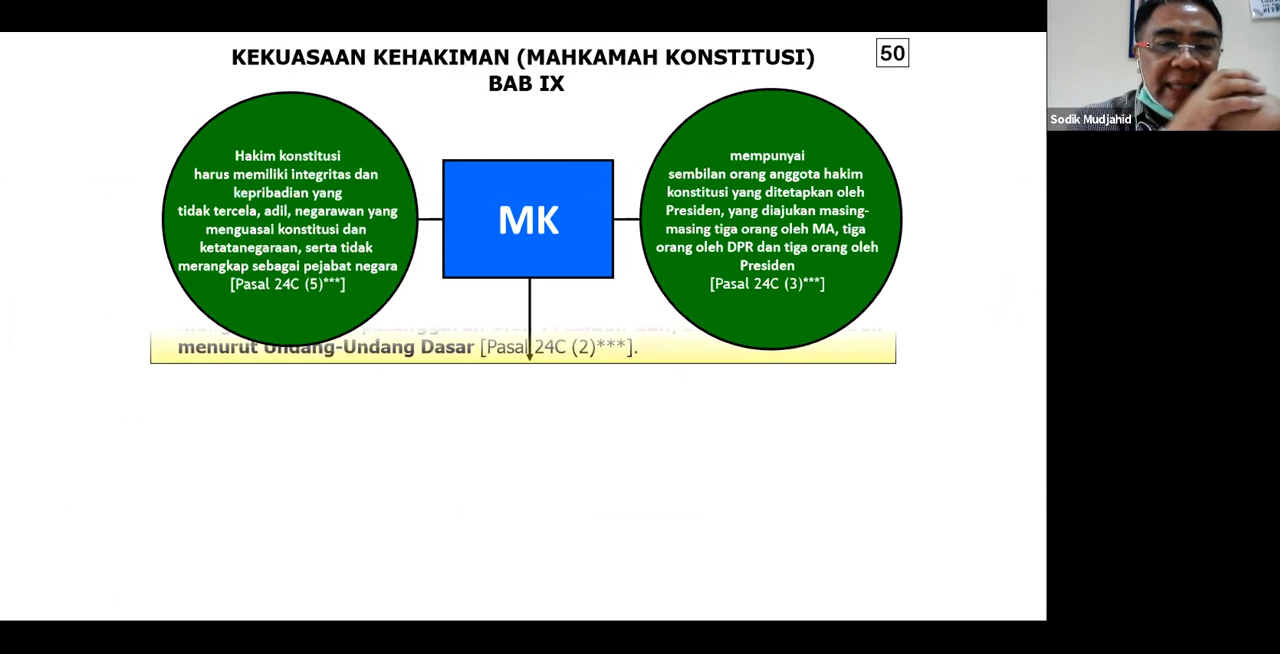 KEKUASAAN KEHAKIMAN (MAHKAMAH KONSTITUSI)
BAB IX
50
Hakim konstitusi
harus memiliki integritas dan
kepribadian yang
tidak tercela, adil, negarawan yang
menguasai konstitusi dan
ketatanegaraan, serta tidak
merangkap sebagai pejabat negara
[Pasal 24C (5)***]
MK
mempunyai
sembilan orang anggota hakim
konstitusi yang ditetapkan oleh
Presiden, yang diajukan masing-
masing tiga orang oleh MA, tiga
orang oleh DPR dan tiga orang oleh
Presiden
[Pasal 24C (3)***]
menurut Undang-Undang Dasar [Pasal 24C (2)***].
Sodik Mudjahid